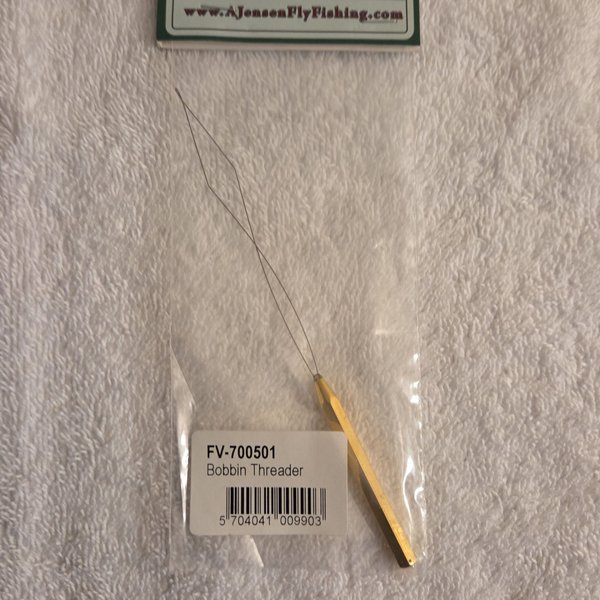 www.AJensenFlyFishing.com
FV-700501
Bobbin Threader
5 704041 009903